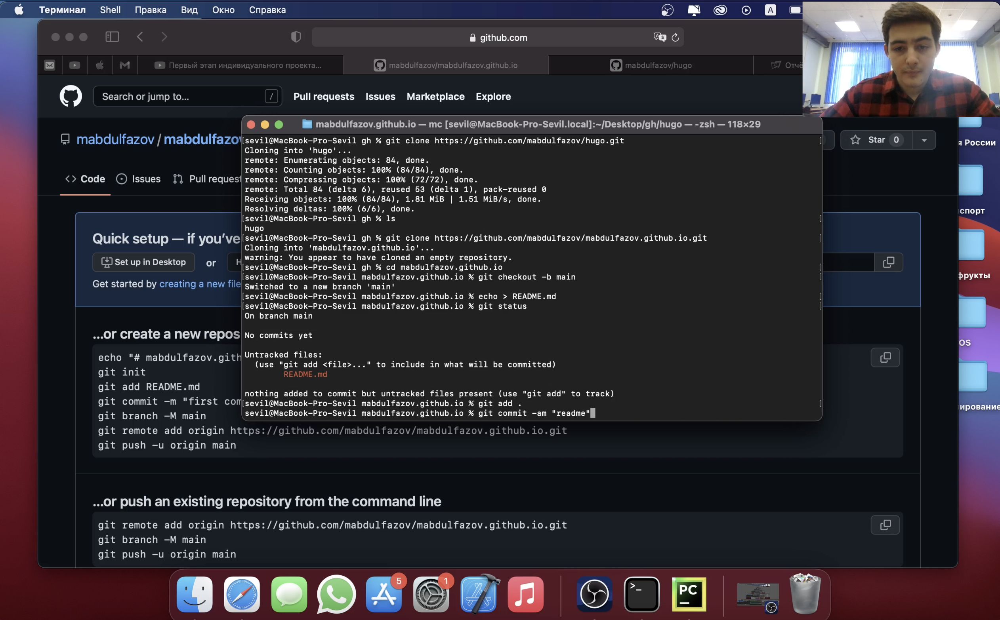 Терминал Shell Правка Вид Окно Справка A
github.com
Первый этап индивидуального проекта... mabdulfazov/mabdulfazov.github.io mabdulfazov/hugo Отчё
Search or jump to... / Pull requests Issues Marketplace Explore
mabdulfazov.github.io — mc [sevil@MacBook-Pro-Sevil.local]:~/Desktop/gh/hugo — -zsh — 118×29
mabdulfazov / mabdulfazov
Star 0
Code Issues Pull request
[sevil@MacBook-Pro-Sevil gh % git clone https://github.com/mabdulfazov/hugo.git ]
Cloning into 'hugo'...
remote: Enumerating objects: 84, done.
remote: Counting objects: 100% (84/84), done.
remote: Compressing objects: 100% (72/72), done.
remote: Total 84 (delta 6), reused 53 (delta 1), pack-reused 0
Receiving objects: 100% (84/84), 1.81 MiB | 1.51 MiB/s, done.
Resolving deltas: 100% (6/6), done.
[sevil@MacBook-Pro-Sevil gh % ls ]
hugo
[sevil@MacBook-Pro-Sevil gh % git clone https://github.com/mabdulfazov/mabdulfazov.github.io.git ]
Cloning into 'mabdulfazov.github.io'...
warning: You appear to have cloned an empty repository.
[sevil@MacBook-Pro-Sevil gh % cd mabdulfazov.github.io ]
[sevil@MacBook-Pro-Sevil mabdulfazov.github.io % git checkout -b main ]
Switched to a new branch 'main'
[sevil@MacBook-Pro-Sevil mabdulfazov.github.io % echo > README.md ]
[sevil@MacBook-Pro-Sevil mabdulfazov.github.io % git status ]
On branch main
No commits yet
Untracked files:
(use "git add <file>..." to include in what will be committed)
README.md
nothing added to commit but untracked files present (use "git add" to track)
[sevil@MacBook-Pro-Sevil mabdulfazov.github.io % git add . ]
sevil@MacBook-Pro-Sevil mabdulfazov.github.io % git commit -am "readme"
Quick setup — if you've
Set up in Desktop or H
Get started by creating a new file
...or create a new repos
echo "# mabdulfazov.gith
git init
git add README.md
git commit -m "first com
git branch -M main
git remote add origin https://github.com/mabdulfazov/mabdulfazov.github.io.git
git push -u origin main
...or push an existing repository from the command line
git remote add origin https://github.com/mabdulfazov/mabdulfazov.github.io.git
git branch -M main
git push -u origin main
я России
спорт
фрукты
OS
ирование
5
1
PC